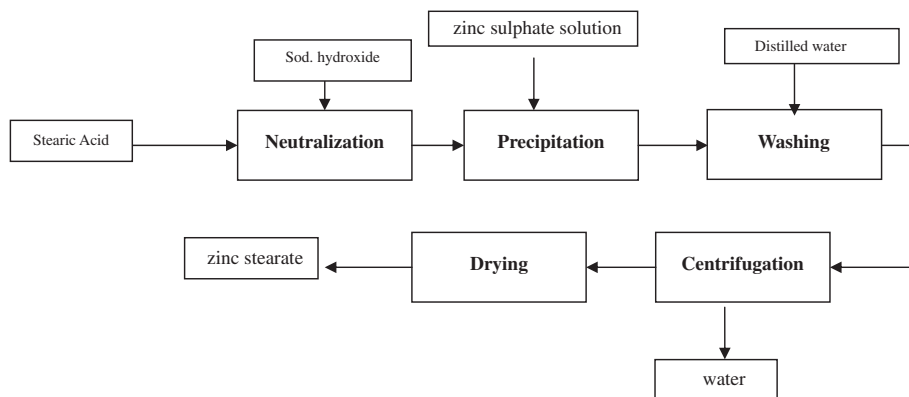 zinc sulphate solution
Distilled water
Sod. hydroxide
Stearic Acid
Neutralization
Precipitation
Washing
zinc stearate
Drying
Centrifugation
water